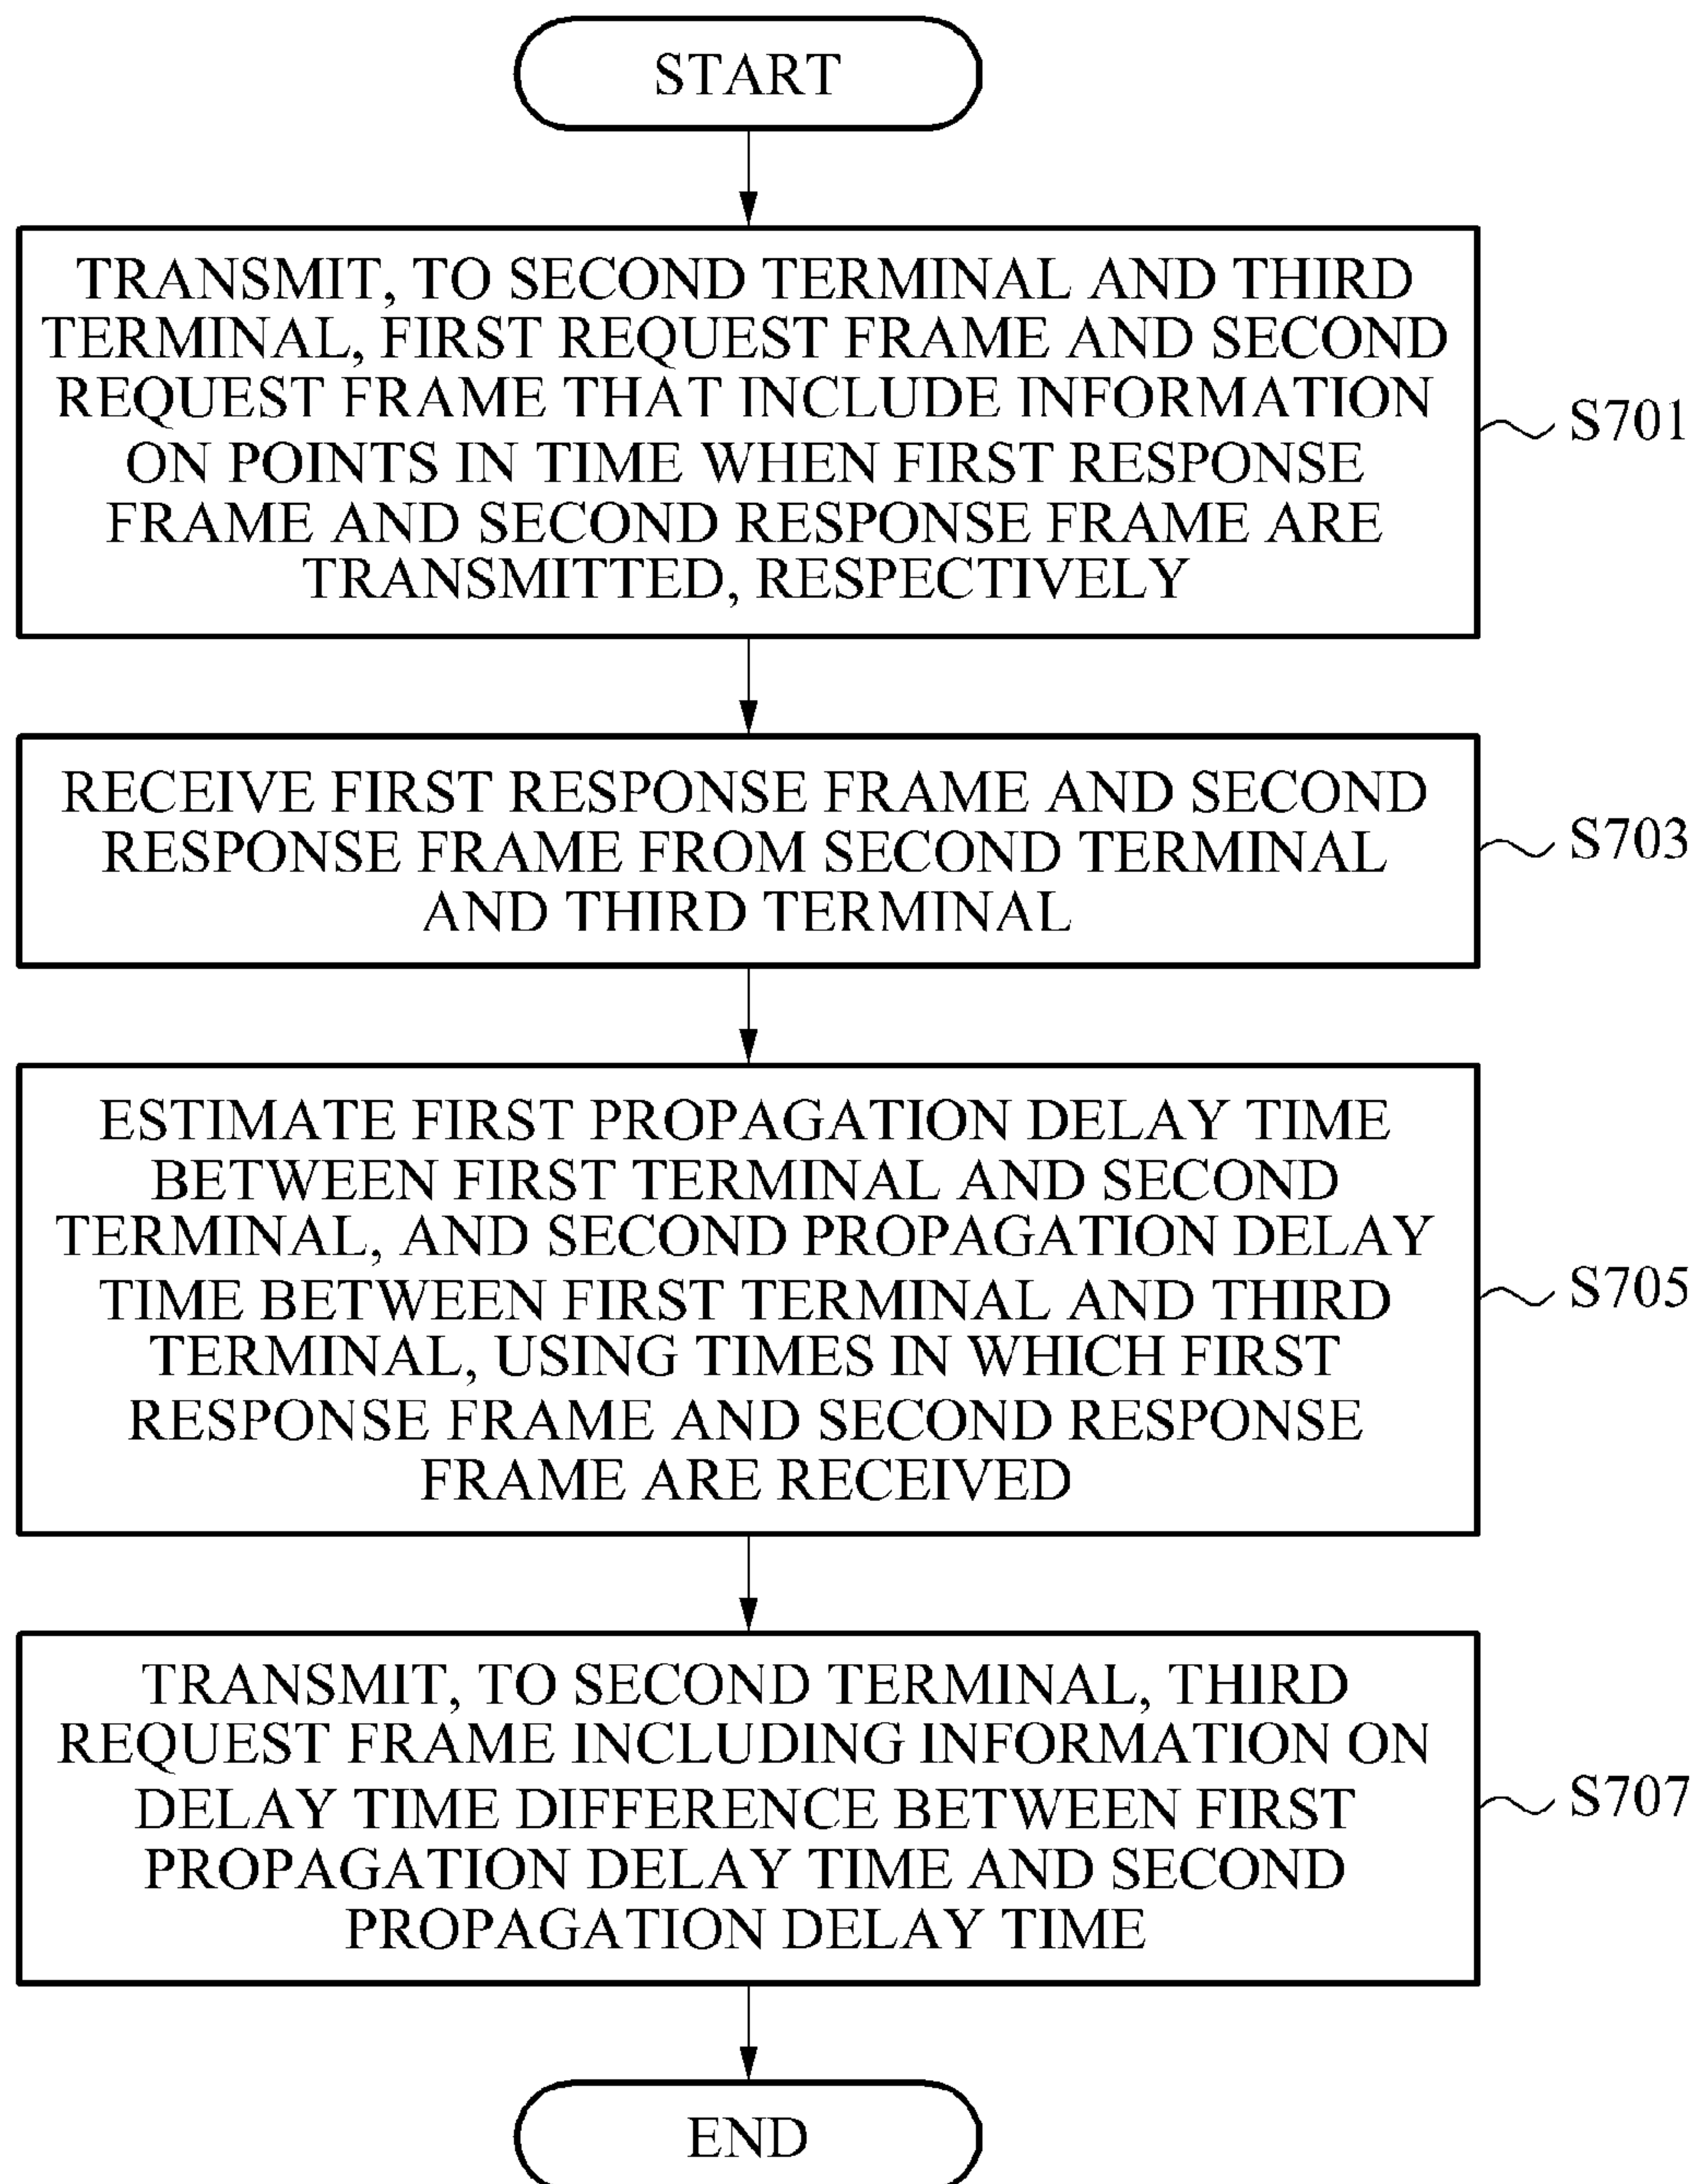 START
TRANSMIT, TO SECOND TERMINAL AND THIRD
TERMINAL, FIRST REQUEST FRAME AND SECOND
REQUEST FRAME THAT INCLUDE INFORMATION
ON POINTS IN TIME WHEN FIRST RESPONSE
FRAME AND SECOND RESPONSE FRAME ARE
TRANSMITTED, RESPECTIVELY
S701
RECEIVE FIRST RESPONSE FRAME AND SECOND
RESPONSE FRAME FROM SECOND TERMINAL
AND THIRD TERMINAL
S703
ESTIMATE FIRST PROPAGATION DELAY TIME
BETWEEN FIRST TERMINAL AND SECOND
TERMINAL, AND SECOND PROPAGATION DELAY
TIME BETWEEN FIRST TERMINAL AND THIRD
TERMINAL, USING TIMES IN WHICH FIRST
RESPONSE FRAME AND SECOND RESPONSE
FRAME ARE RECEIVED
S705
TRANSMIT, TO SECOND TERMINAL, THIRD
REQUEST FRAME INCLUDING INFORMATION ON
DELAY TIME DIFFERENCE BETWEEN FIRST
PROPAGATION DELAY TIME AND SECOND
PROPAGATION DELAY TIME
S707
END